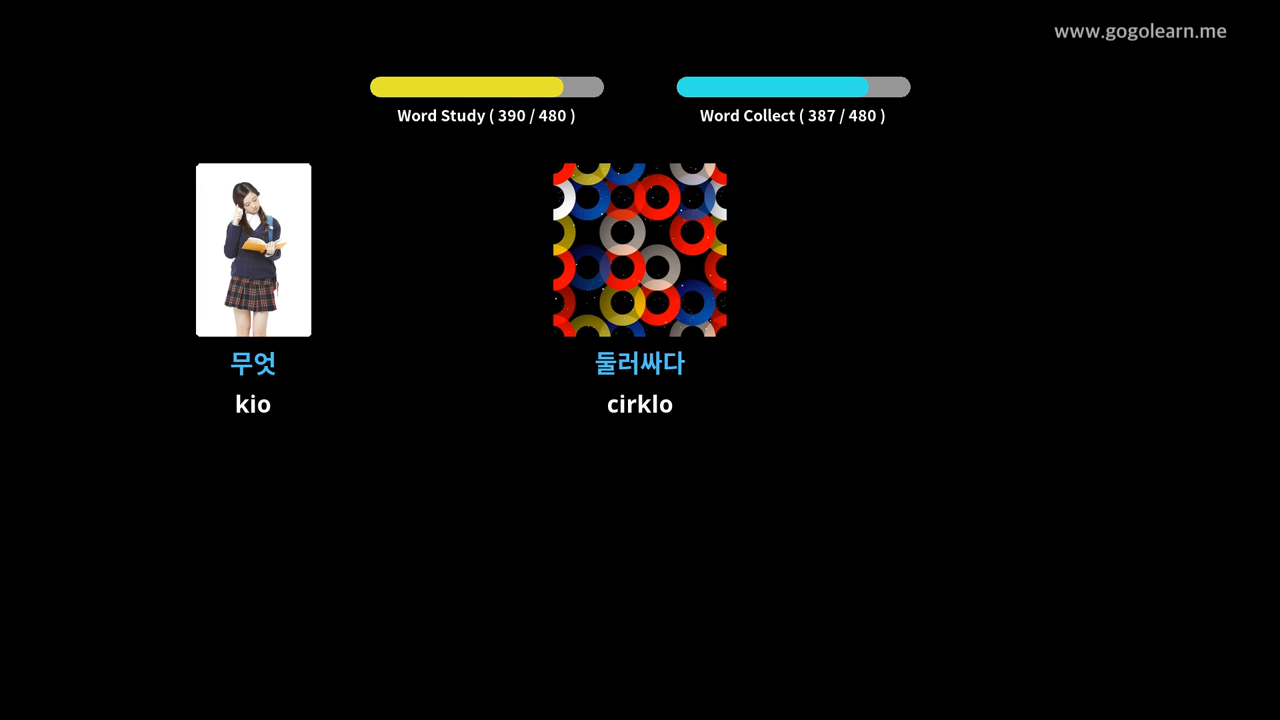 www.gogolearn.me
Word Study ( 390 / 480 )
Word Collect ( 387 / 480 )
무엇
kio
둘러싸다
cirklo